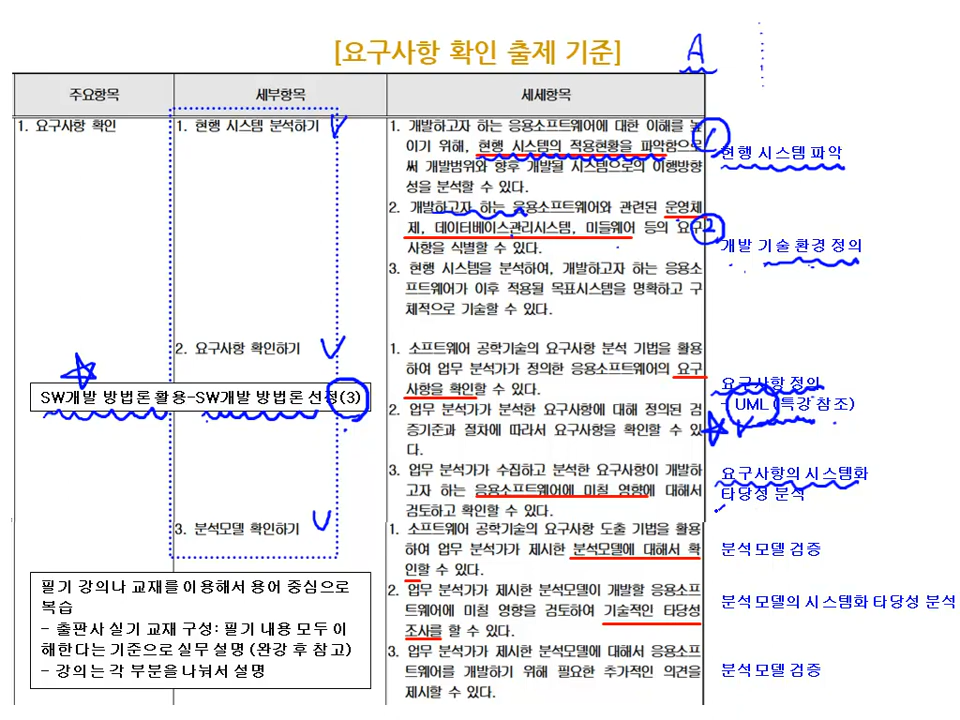 [요구사항 확인 출제 기준]
A
주요항목
세부항목
세세항목
1. 요구사항 확인
1. 현행 시스템 분석하기
1. 개발하고자 하는 응용소프트웨어에 대한 이해를 높
이기 위해, 현행 시스템의 적용현황을 파악함으로
써 개발범위와 향후 개발될 시스템으로의 이행방향
성을 분석할 수 있다.
1
현행 시스템 파악
2. 개발하고자 하는 응용소프트웨어와 관련된 운영체
제, 데이터베이스관리시스템, 미들웨어 등의 요구
사항을 식별할 수 있다.
2
개발 기술 환경 정의
3. 현행 시스템을 분석하여, 개발하고자 하는 응용소
프트웨어가 이후 적용될 목표시스템을 명확하고 구
체적으로 기술할 수 있다.
2. 요구사항 확인하기
1. 소프트웨어 공학기술의 요구사항 분석 기법을 활용
하여 업무 분석가가 정의한 응용소프트웨어의 요구
사항을 확인할 수 있다.
요구사항 정의
- UML (특강 참조)
SW개발 방법론 활용-SW개발 방법론 선정(3)
2. 업무 분석가가 분석한 요구사항에 대해 정의된 검
증기준과 절차에 따라서 요구사항을 확인할 수 있
다.
3. 업무 분석가가 수집하고 분석한 요구사항이 개발하
고자 하는 응용소프트웨어에 미칠 영향에 대해서
검토하고 확인할 수 있다.
요구사항의 시스템화
타당성 분석
3. 분석모델 확인하기
1. 소프트웨어 공학기술의 요구사항 도출 기법을 활용
하여 업무 분석가가 제시한 분석모델에 대해서 확
인할 수 있다.
분석모델 검증
2. 업무 분석가가 제시한 분석모델이 개발할 응용소프
트웨어에 미칠 영향을 검토하여 기술적인 타당성
조사를 할 수 있다.
분석모델의 시스템화 타당성 분석
3. 업무 분석가가 제시한 분석모델에 대해서 응용소프
트웨어를 개발하기 위해 필요한 추가적인 의견을
제시할 수 있다.
분석모델 검증
필기 강의나 교재를 이용해서 용어 중심으로
복습
- 출판사 실기 교재 구성: 필기 내용 모두 이
해한다는 기준으로 실무 설명 (완강 후 참고)
- 강의는 각 부분을 나눠서 설명